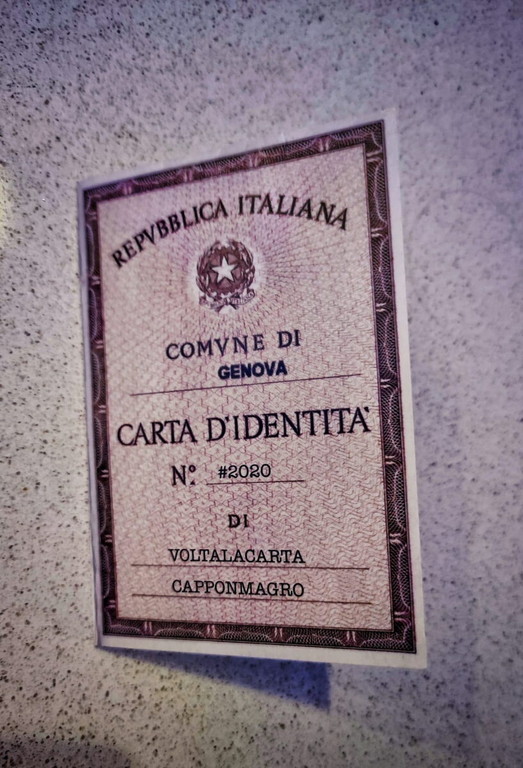 REPVBBLICA ITALIANA
COMVNE DI
GENOVA
CARTA D'IDENTITA'
N°: #2020
DI
VOLTALACARTA
CAPPONMAGRO